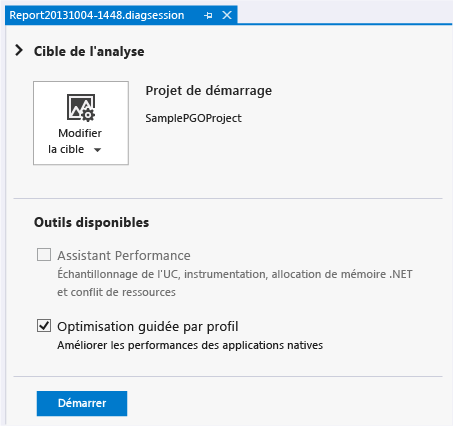 Report20131004-1448.diagsession
Cible de l'analyse
Modifier
la cible
Projet de démarrage
SamplePGOProject
Outils disponibles
Assistant Performance
Échantillonnage de l'UC, instrumentation, allocation de mémoire .NET
et conflit de ressources
Optimisation guidée par profil
Améliorer les performances des applications natives
Démarrer